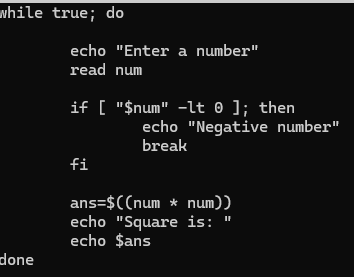 while true; do
echo "Enter a number"
read num
if [ "$num" -lt 0 ]; then
echo "Negative number"
break
fi
ans=$((num * num))
echo "Square is: "
echo $ans
done